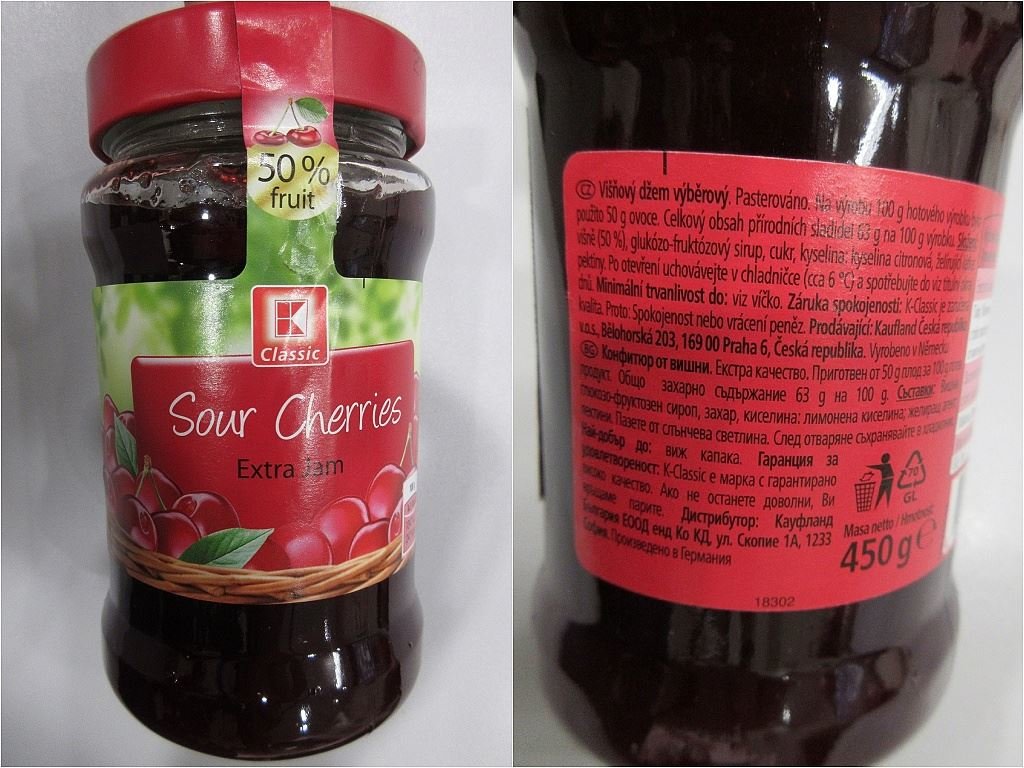 50%
fruit
K
Classic
Sour Cherries
Extra Jam
CZ Višňový džem výběrový. Pasterováno. Na výrobu 100 g hotového výrobku
použito 50 g ovoce. Celkový obsah přírodních sladidel 63 g na 100 g výrobku. Složení:
višně (50 %), glukózo-fruktózový sirup, cukr, kyselina: kyselina citronová, želírující látka:
pektiny. Po otevření uchovávejte v chladničce (cca 6 °C) a spotřebujte do
dnů. Minimální trvanlivost do: viz víčko. Záruka spokojenosti: K-Classic je zaručená
kvalita. Proto: Spokojenost nebo vrácení peněz. Prodávající: Kaufland Česká republika
v.o.s., Bělohorská 203, 169 00 Praha 6, Česká republika. Vyrobeno v Německu
BG Конфитюр от вишни. Екстра качество. Приготвен от 50 g плод за 100 g готов
продукт. Общо захарно съдържание 63 g на 100 g. Съставки: Вишни
глюкозо-фруктозен сироп, захар, киселина: лимонена киселина; желиращ агент:
пектини. Пазете от слънчева светлина. След отваряне съхранявайте в хладилник
Най-добър до: виж капака. Гаранция за
удовлетвореност: K-Classic е марка с гарантирано
високо качество. Ако не останете доволни, Ви
връщаме парите. Дистрибутор: Кауфланд
България ЕООД енд Ко КД, ул. Скопие 1А, 1233
София. Произведено в Германия
70
GL
Masa netto / Hmotnost
450 g e
18302